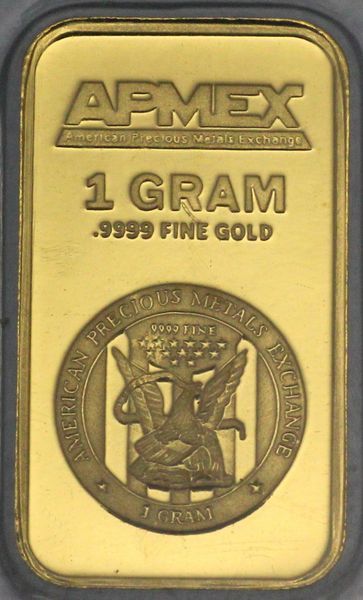 APMEX
American Precious Metals Exchange
1 GRAM
.9999 FINE GOLD
AMERICAN PRECIOUS METALS EXCHANGE
.9999 FINE
1 GRAM